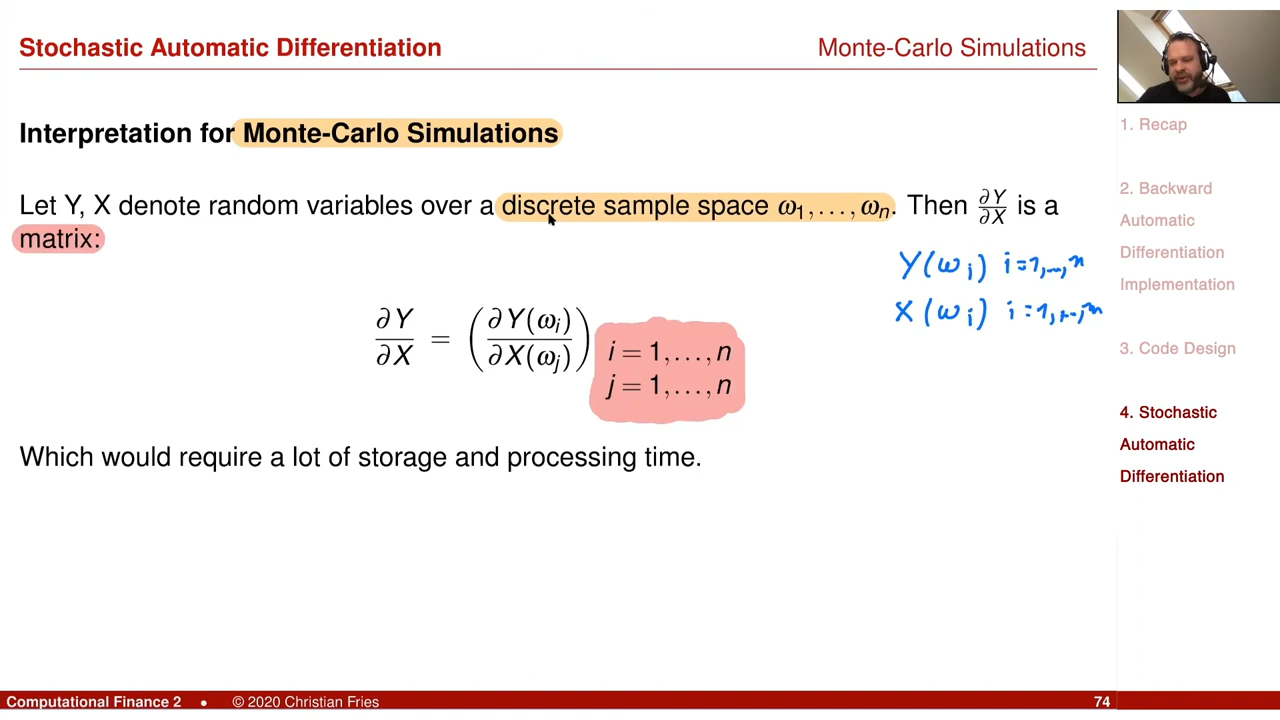 Stochastic Automatic Differentiation
Monte-Carlo Simulations
Interpretation for Monte-Carlo Simulations
Let Y, X denote random variables over a discrete sample space ω₁,…,ωₙ. Then ∂Y/∂X is a
matrix:
Y(ωᵢ) i=1,…,n
X(ωᵢ) i=1,…,n
∂Y/∂X = (∂Y(ωᵢ)/∂X(ωⱼ)) i = 1,…,n
j = 1,…,n
Which would require a lot of storage and processing time.
1. Recap
2. Backward
Automatic
Differentiation
Implementation
3. Code Design
4. Stochastic
Automatic
Differentiation
Computational Finance 2 • © 2020 Christian Fries 74